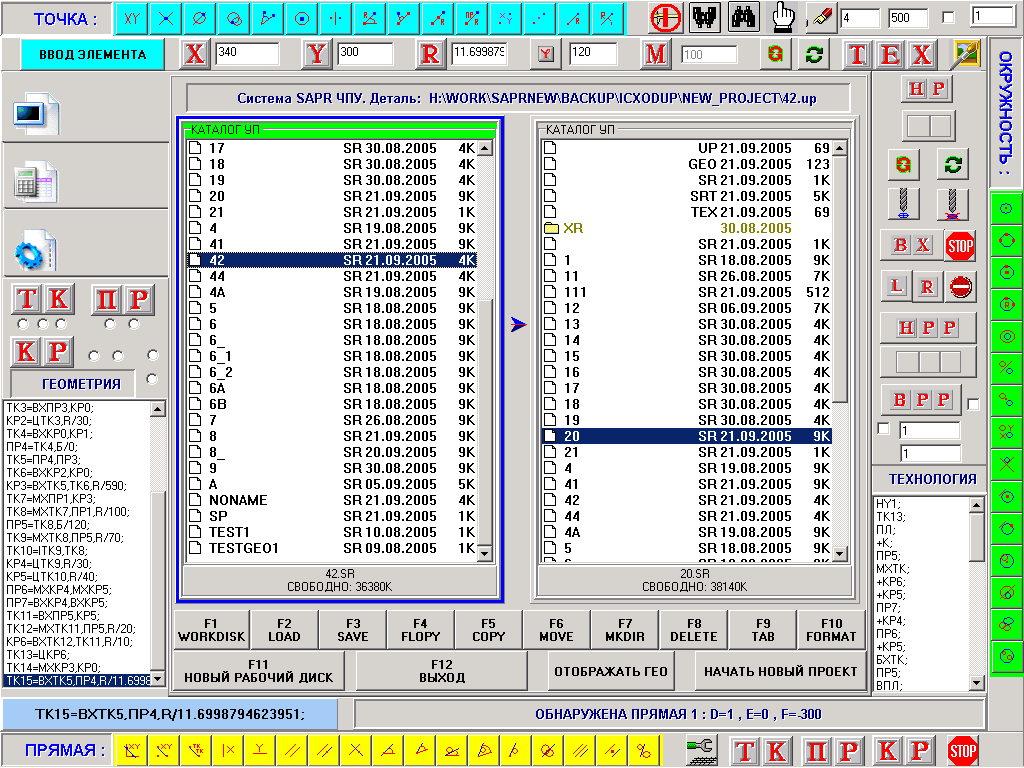 ТОЧКА :
4
500
1
ВВОД ЭЛЕМЕНТА
X
340
Y
300
R
11.699879
Y
120
M
100
T E X
ОКРУЖНОСТЬ :
Система SAPR ЧПУ. Деталь: H:\WORK\SAPRNEW\BACKUP\ICXODUP\NEW_PROJECT\42.up
КАТАЛОГ УП
17 SR 30.08.2005 4K
18 SR 30.08.2005 4K
19 SR 30.08.2005 4K
20 SR 21.09.2005 9K
21 SR 21.09.2005 1K
4 SR 19.08.2005 9K
41 SR 21.09.2005 9K
42 SR 21.09.2005 4K
44 SR 21.09.2005 4K
4A SR 19.08.2005 9K
5 SR 18.08.2005 9K
6 SR 18.08.2005 9K
6_ SR 18.08.2005 9K
6_1 SR 18.08.2005 9K
6_2 SR 18.08.2005 9K
6A SR 18.08.2005 9K
6B SR 18.08.2005 9K
7 SR 26.08.2005 9K
8 SR 21.09.2005 9K
8_ SR 20.09.2005 9K
9 SR 30.08.2005 9K
A SR 05.09.2005 5K
NONAME SR 21.09.2005 4K
SP SR 21.09.2005 1K
TEST1 SR 10.08.2005 1K
TESTGEO1 SR 09.08.2005 1K
42.SR
СВОБОДНО: 36380K
КАТАЛОГ УП
UP 21.09.2005 69
GEO 21.09.2005 123
SR 21.09.2005 1K
SRT 21.09.2005 5K
TEX 21.09.2005 69
XR 30.08.2005
SR 21.09.2005 1K
1 SR 18.08.2005 9K
11 SR 26.08.2005 7K
111 SR 21.09.2005 512
12 SR 06.09.2005 7K
13 SR 30.08.2005 4K
14 SR 30.08.2005 4K
15 SR 30.08.2005 4K
16 SR 30.08.2005 4K
17 SR 30.08.2005 4K
18 SR 30.08.2005 4K
19 SR 30.08.2005 4K
20 SR 21.09.2005 9K
21 SR 21.09.2005 1K
4 SR 19.08.2005 9K
41 SR 21.09.2005 9K
42 SR 21.09.2005 4K
44 SR 21.09.2005 4K
4A SR 19.08.2005 9K
5 SR 18.08.2005 9K
20.SR
СВОБОДНО: 38140K
Т К
П Р
К Р
ГЕОМЕТРИЯ
ТК3=ВХПР3,КР0;
КР2=ЦТК3,R/30;
ТК4=ВХКР0,КР1;
ПР4=ТК4,Б/0;
ТК5=ПР4,ПР3;
ТК6=ВХКР2,КР0;
КР3=ВХТК5,ТК6,R/590;
ТК7=МХПР1,КР3;
ТК8=МХТК7,ПР1,R/100;
ПР5=ТК8,Б/120;
ТК9=МХТК8,ПР5,R/70;
ТК10=IТК9,ТК8;
КР4=ЦТК9,R/30;
КР5=ЦТК10,R/40;
ПР6=МХКР4,МХКР5;
ПР7=ВХКР4,ВХКР5;
ТК11=ВХПР5,КР5;
ТК12=МХТК11,ПР5,R/20;
КР6=ВХТК12,ТК11,R/10;
ТК13=ЦКР6;
ТК14=МХКР3,КР0;
ТК15=ВХТК5,ПР4,R/11.699
F1 WORKDISK
F2 LOAD
F3 SAVE
F4 FLOPY
F5 COPY
F6 MOVE
F7 MKDIR
F8 DELETE
F9 TAB
F10 FORMAT
F11
НОВЫЙ РАБОЧИЙ ДИСК
F12
ВЫХОД
ОТОБРАЖАТЬ ГЕО
НАЧАТЬ НОВЫЙ ПРОЕКТ
Н Р
В Х
STOP
L R
Н Р Р
В Р Р
1
1
ТЕХНОЛОГИЯ
НУ1;
ТК13;
ПЛ;
+К;
ПР5;
МХТК;
+КР6;
+КР5;
ПР7;
+КР4;
ПР6;
+КР5;
БХТК;
ПР5;
ВПЛ;
ТК15=ВХТК5,ПР4,R/11.6998794623951;
ОБНАРУЖЕНА ПРЯМАЯ 1 : D=1 , E=0 , F=-300
ПРЯМАЯ :
Т К
П Р
К Р
STOP